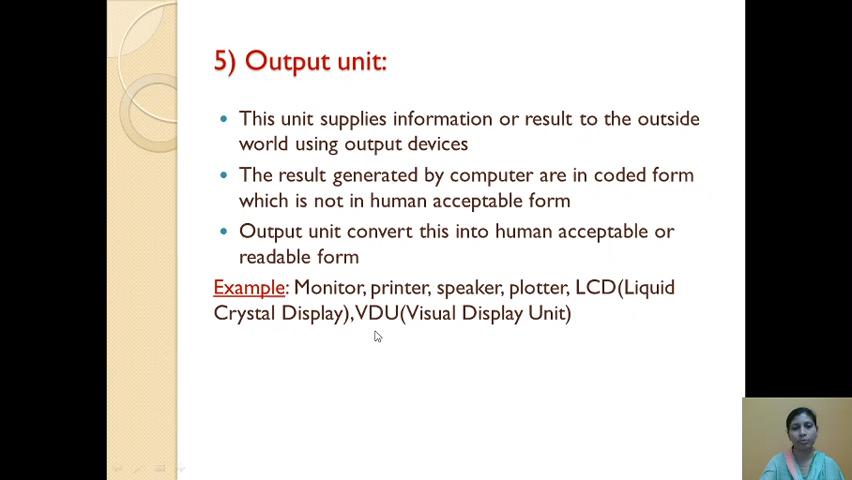 5) Output unit:
This unit supplies information or result to the outside
world using output devices
The result generated by computer are in coded form
which is not in human acceptable form
Output unit convert this into human acceptable or
readable form
Example: Monitor, printer, speaker, plotter, LCD(Liquid
Crystal Display),VDU(Visual Display Unit)